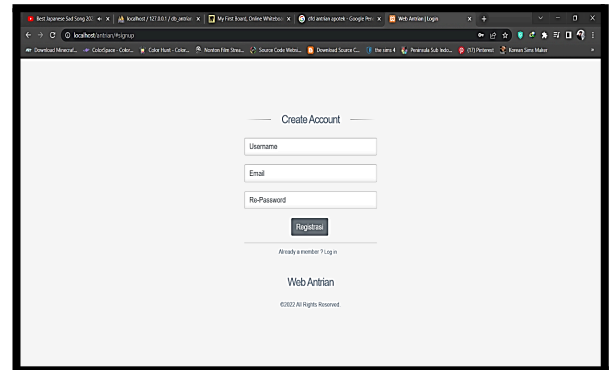 Best Japanese Sad Song 202
localhost / 127.0.0.1 / db_antrian
My First Board, Online Whiteboa
dfd antrian apotek - Google Pen
Web Antrian | Login
localhost/antrian/#signup
Download Minecraf...
ColorSpace - Color...
Color Hunt - Color...
Nonton Film Strea...
Source Code Webs...
Download Source C...
the sims 4
Peninsula Sub Indo...
(17) Pinterest
Korean Sims Maker
Create Account
Username
Email
Re-Password
Registrasi
Already a member ? Log in
Web Antrian
©2022 All Rights Reserved.